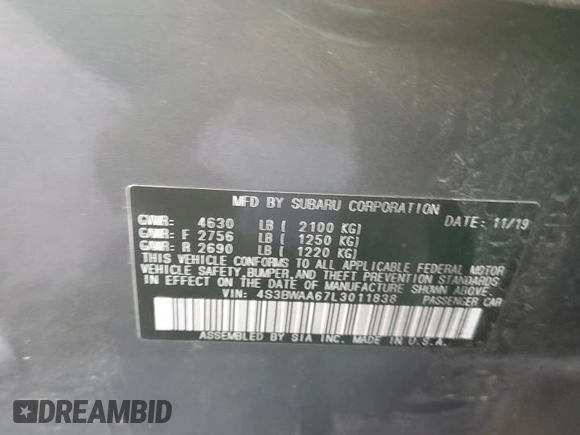 MFD BY SUBARU CORPORATION
GVWR: 4630 LB ( 2100 KG) DATE: 11/19
GAWR: F 2756 LB ( 1250 KG)
GAWR: R 2690 LB ( 1220 KG)
THIS VEHICLE CONFORMS TO ALL APPLICABLE FEDERAL MOTOR
VEHICLE SAFETY,BUMPER,AND THEFT PREVENTION STANDARDS
IN EFFECT ON THE DATE OF MANUFACTURE SHOWN ABOVE.
VIN: 4S3BWAA67L3011838 PASSENGER CAR
ASSEMBLED BY SIA INC. MADE IN U.S.A.
DREAMBID